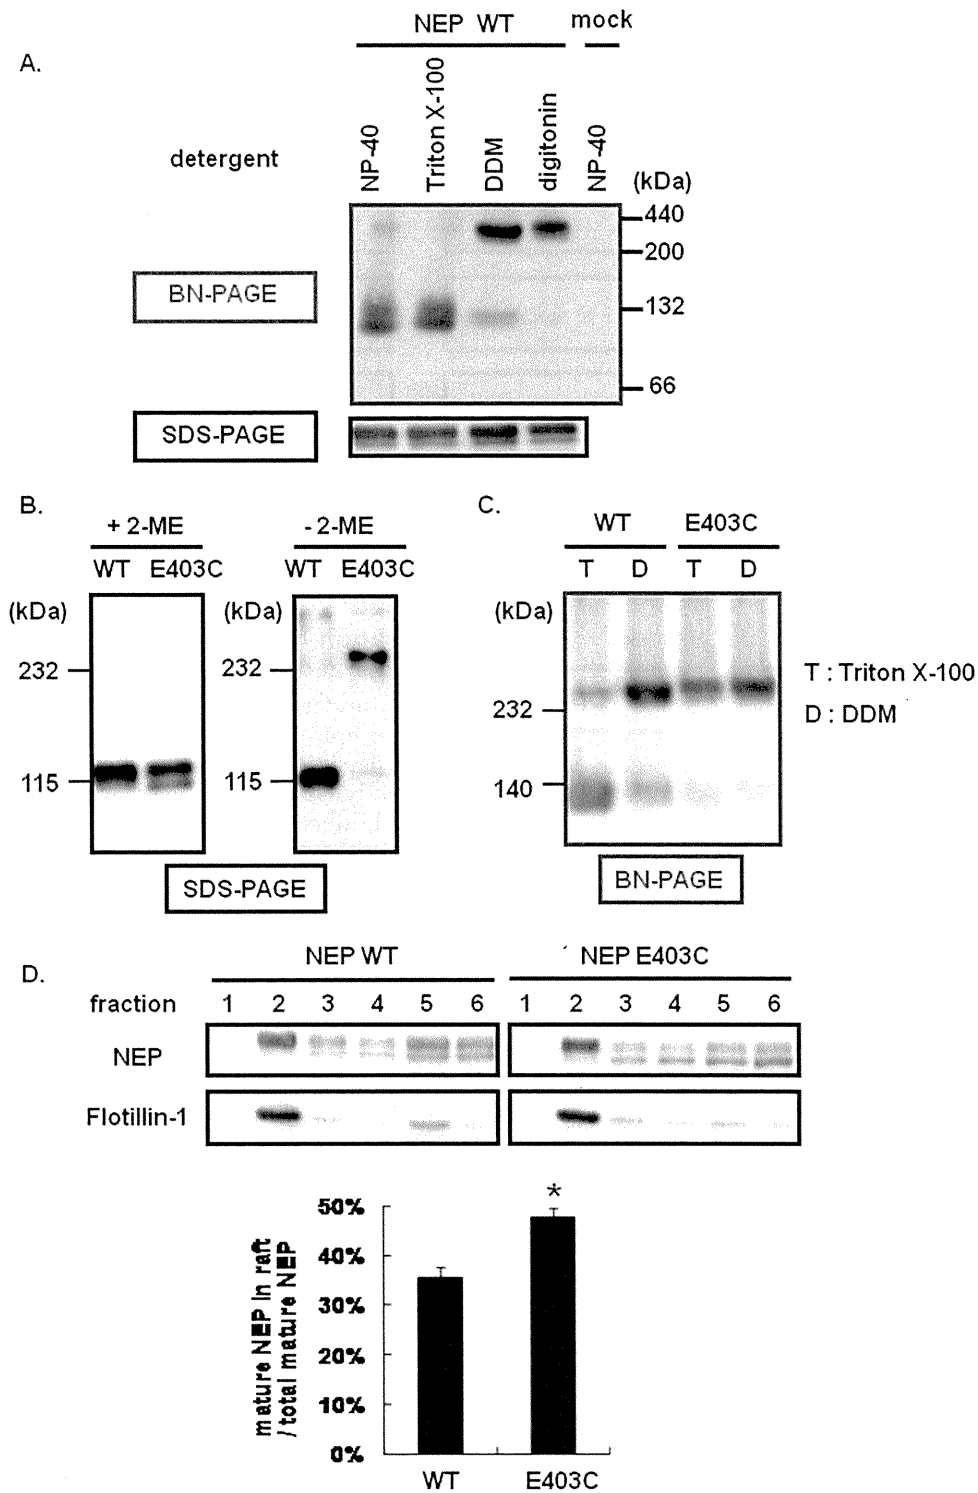 NEP WT mock
A.
detergent
NP-40
Triton X-100
DDM
digitonin
NP-40
(kDa)
440
200
132
66
BN-PAGE
SDS-PAGE
B.
+ 2-ME
- 2-ME
WT E403C
WT E403C
(kDa)
232
115
(kDa)
232
115
SDS-PAGE
C.
WT E403C
T D T D
(kDa)
232
140
T : Triton X-100
D : DDM
BN-PAGE
D.
NEP WT
NEP E403C
fraction 1 2 3 4 5 6 1 2 3 4 5 6
NEP
Flotillin-1
mature NEP in raft
/ total mature NEP
50%
40%
30%
20%
10%
0%
*
WT E403C